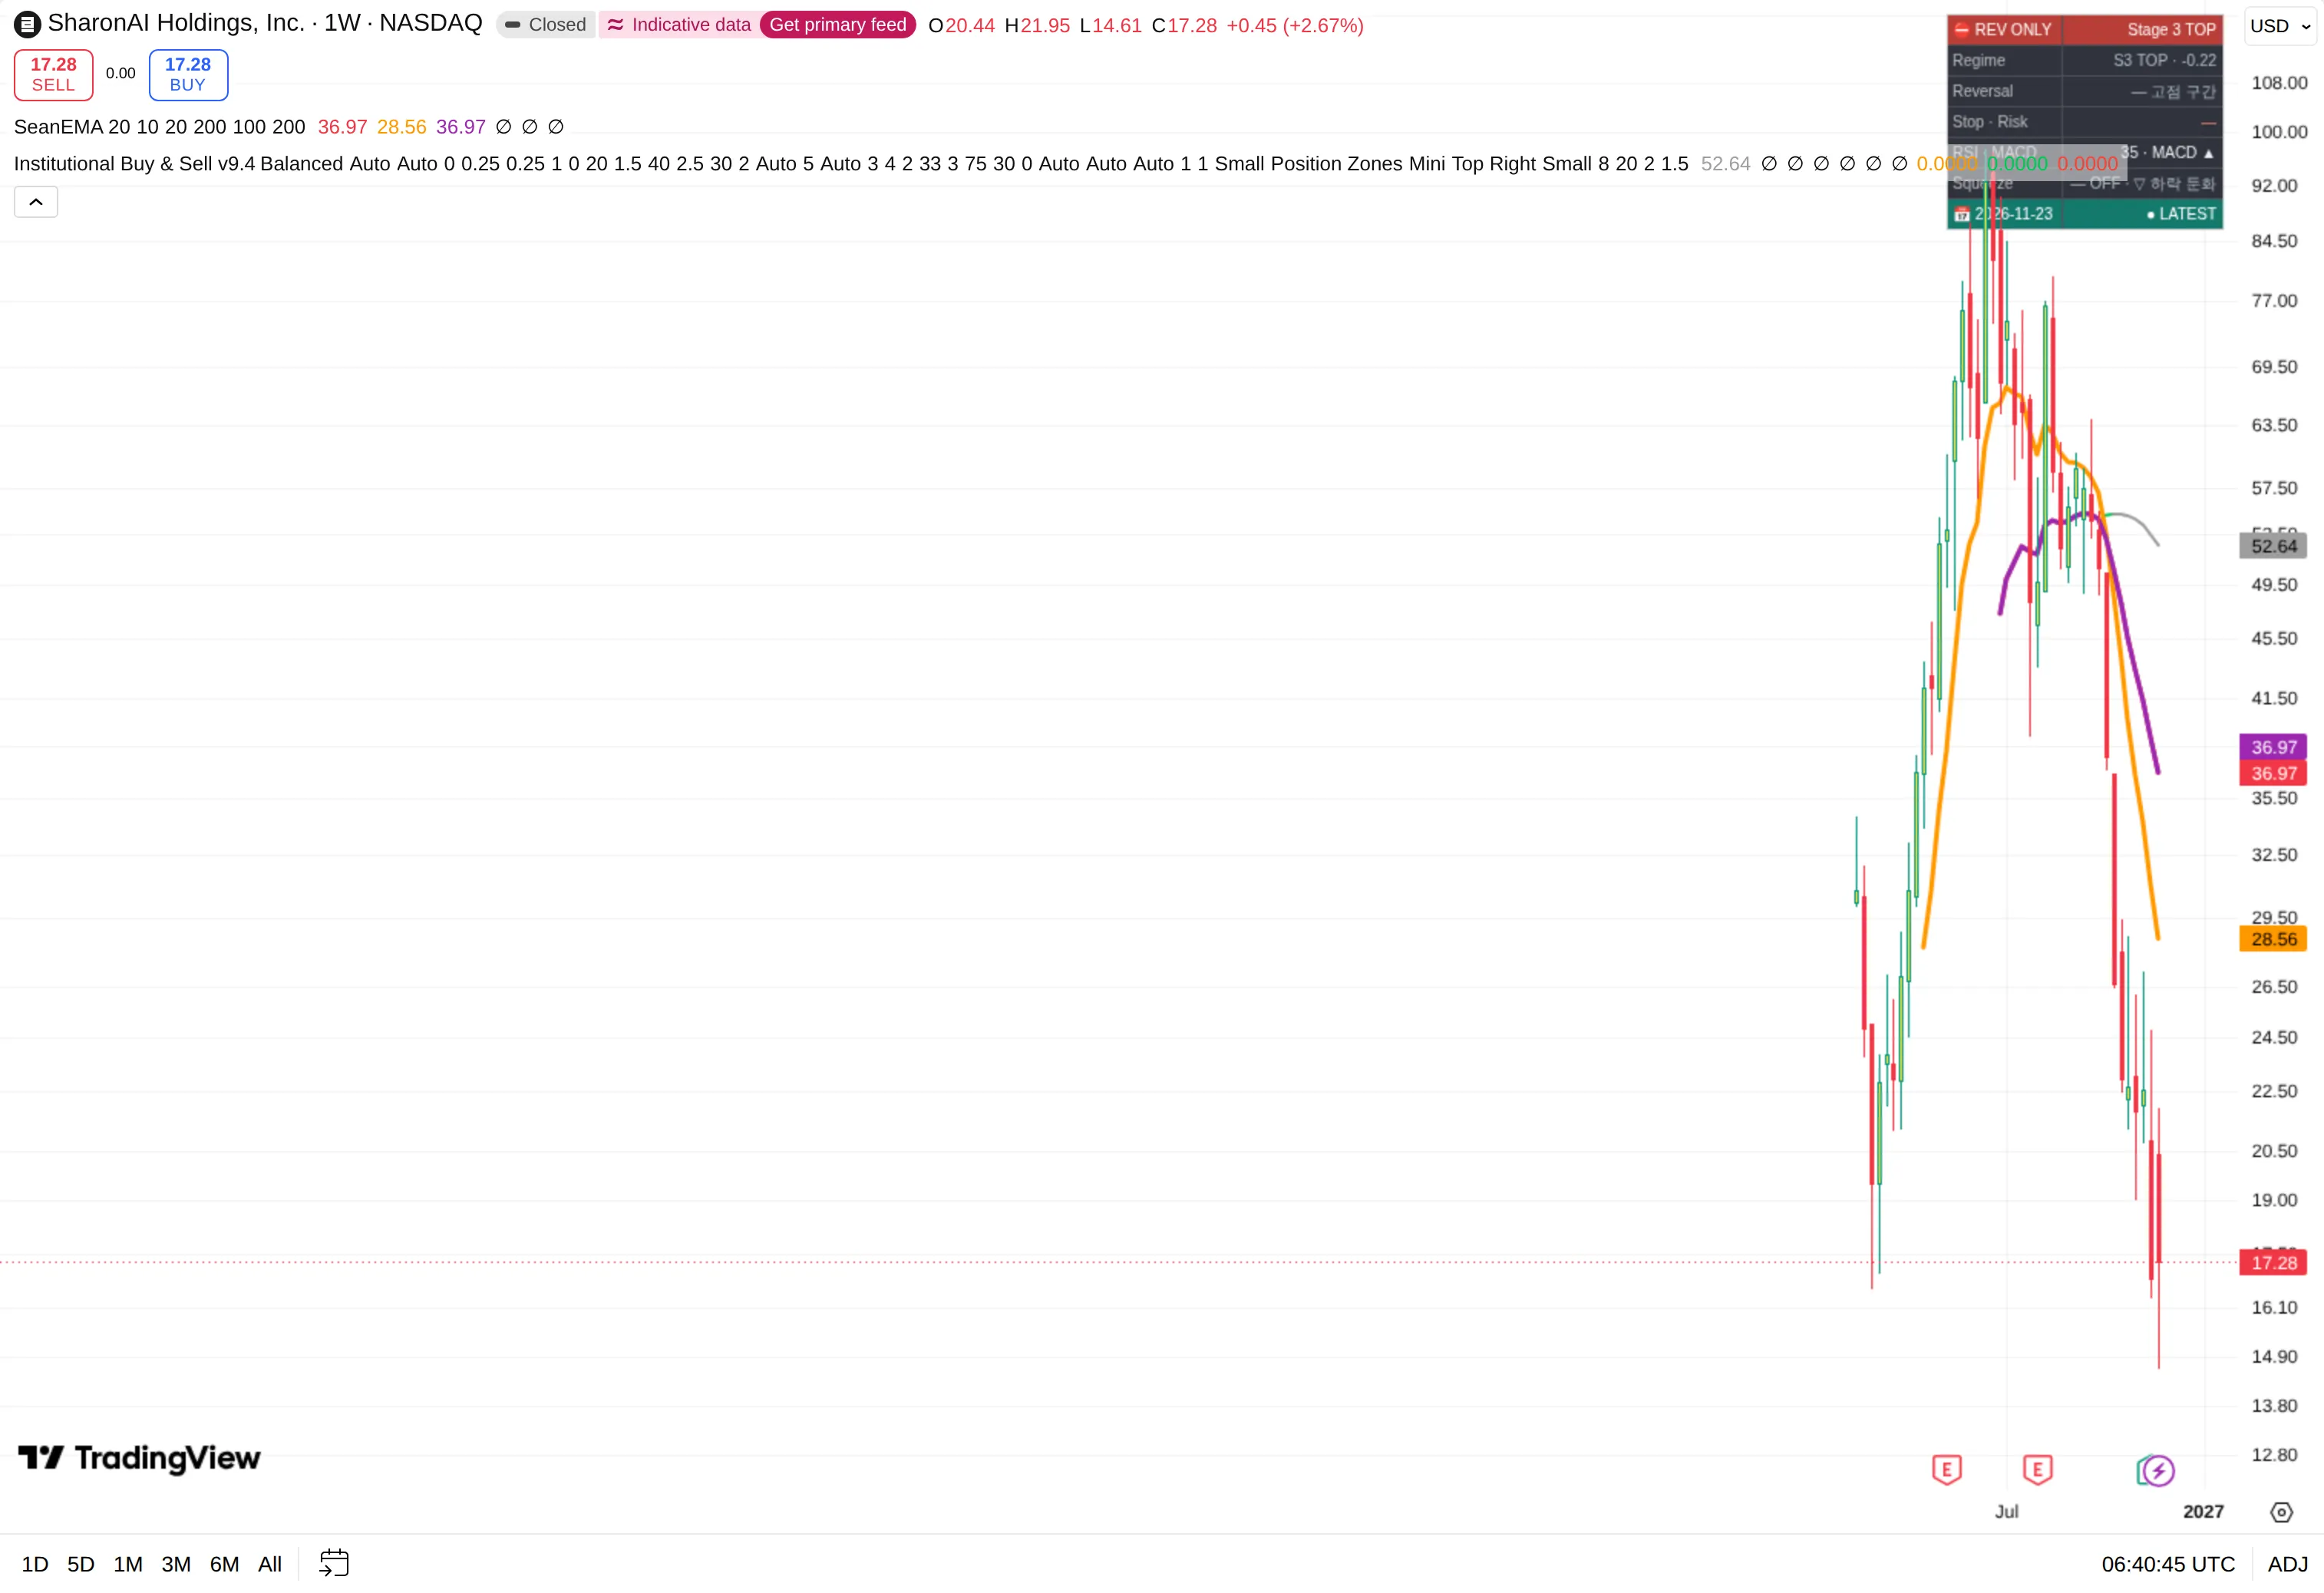 SharonAI Holdings, Inc. · 1W · NASDAQ Closed Indicative data Get primary feed O20.44 H21.95 L14.61 C17.28 +0.45 (+2.67%)
17.28 SELL 0.00 17.28 BUY
SeanEMA 20 10 20 200 100 200 36.97 28.56 36.97 ∅ ∅ ∅
Institutional Buy & Sell v9.4 Balanced Auto Auto 0 0.25 0.25 1 0 20 1.5 40 2.5 30 2 Auto 5 Auto 3 4 2 33 3 75 30 0 Auto Auto Auto 1 1 Small Position Zones Mini Top Right Small 8 20 2 1.5 52.64 ∅ ∅ ∅ ∅ ∅ ∅ 0.0000 0.0000 0.0000
REV ONLY Stage 3 TOP
Regime S3 TOP · -0.22
Reversal — 고점 구간
Stop · Risk —
RSI · MACD 35 · MACD ▲
Squeeze — OFF · ▽ 하락 둔화
2026-11-23 ● LATEST
USD
108.00
100.00
92.00
84.50
77.00
69.50
63.50
57.50
52.64
49.50
45.50
41.50
36.97
36.97
35.50
32.50
29.50
28.56
26.50
24.50
22.50
20.50
19.00
17.28
16.10
14.90
13.80
12.80
TradingView
E E
Jul 2027
1D 5D 1M 3M 6M All 06:40:45 UTC ADJ